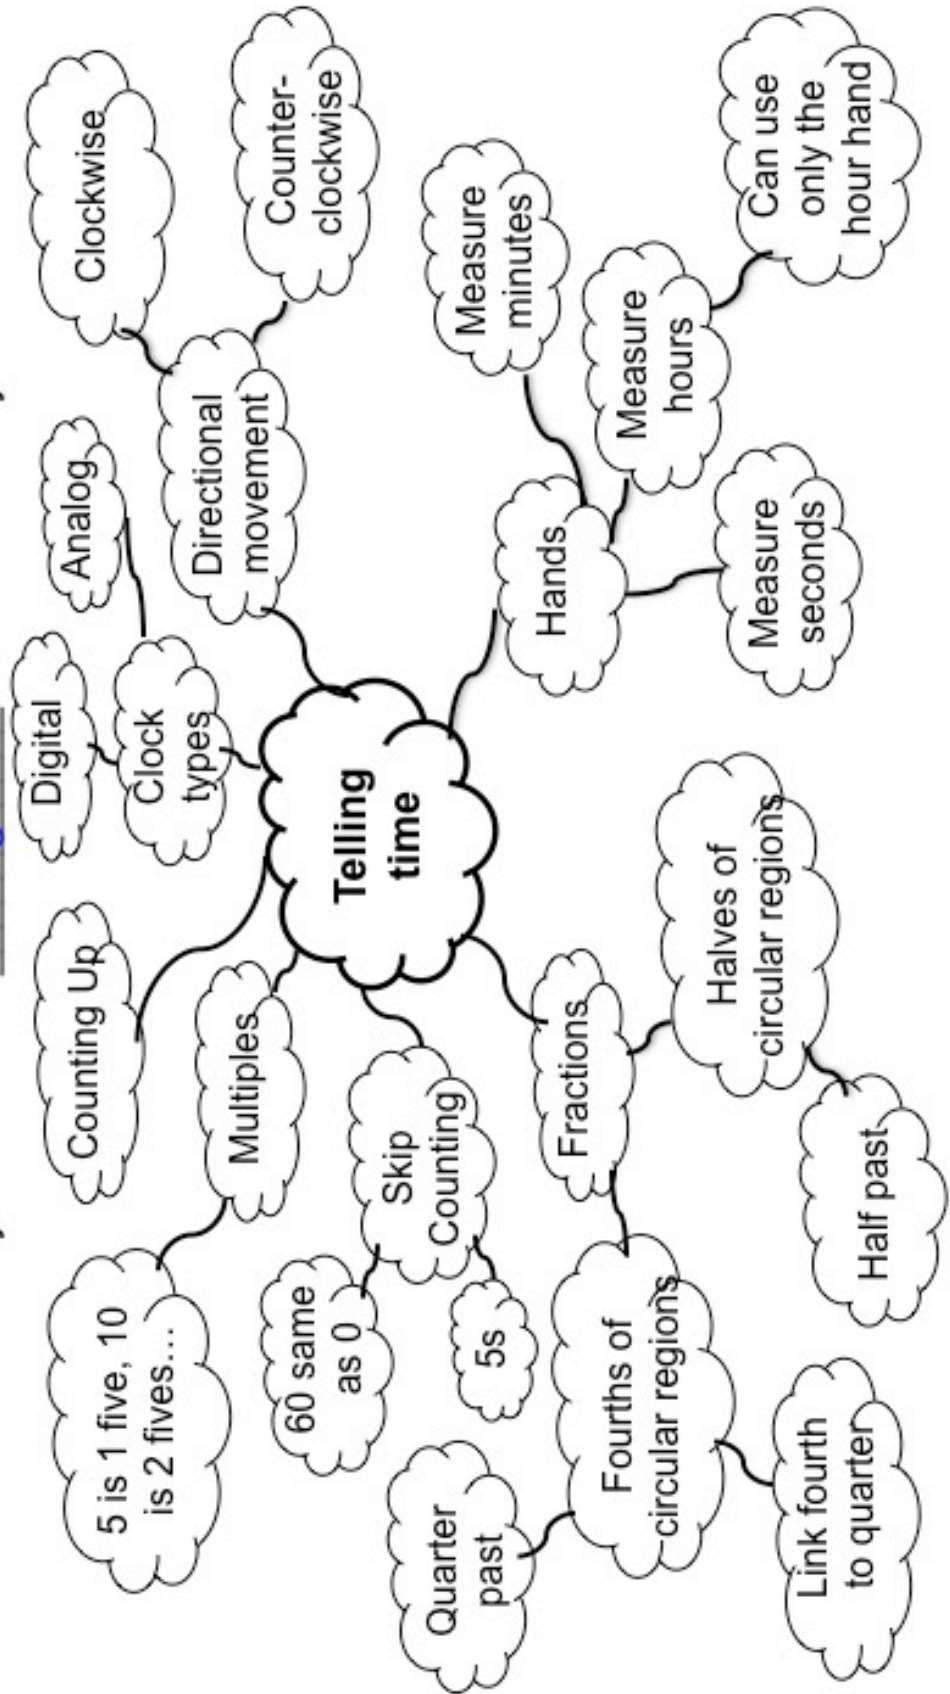 5 is 1 five, 10
is 2 fives...
Counting Up
Digital
Analog
Clockwise
Multiples
Clock
types
Directional
movement
Counter-
clockwise
60 same
as 0
Skip
Counting
5s
Telling
time
Quarter
past
Fractions
Hands
Measure
minutes
Fourths of
circular regions
Halves of
circular regions
Measure
hours
Measure
seconds
Can use
only the
hour hand
Link fourth
to quarter
Half past